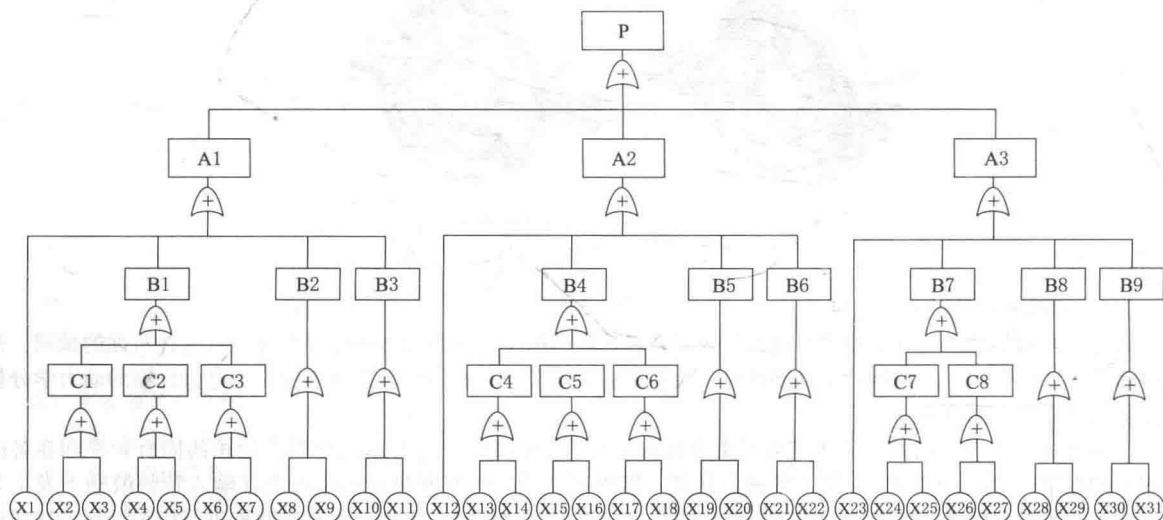 P
+
A1 A2 A3
+ + +
B1 B2 B3 B4 B5 B6 B7 B8 B9
+ + +
C1 C2 C3 + + C4 C5 C6 + + C7 C8 + +
+ + + + + + + +
X1 X2 X3 X4 X5 X6 X7 X8 X9 X10 X11 X12 X13 X14 X15 X16 X17 X18 X19 X20 X21 X22 X23 X24 X25 X26 X27 X28 X29 X30 X31